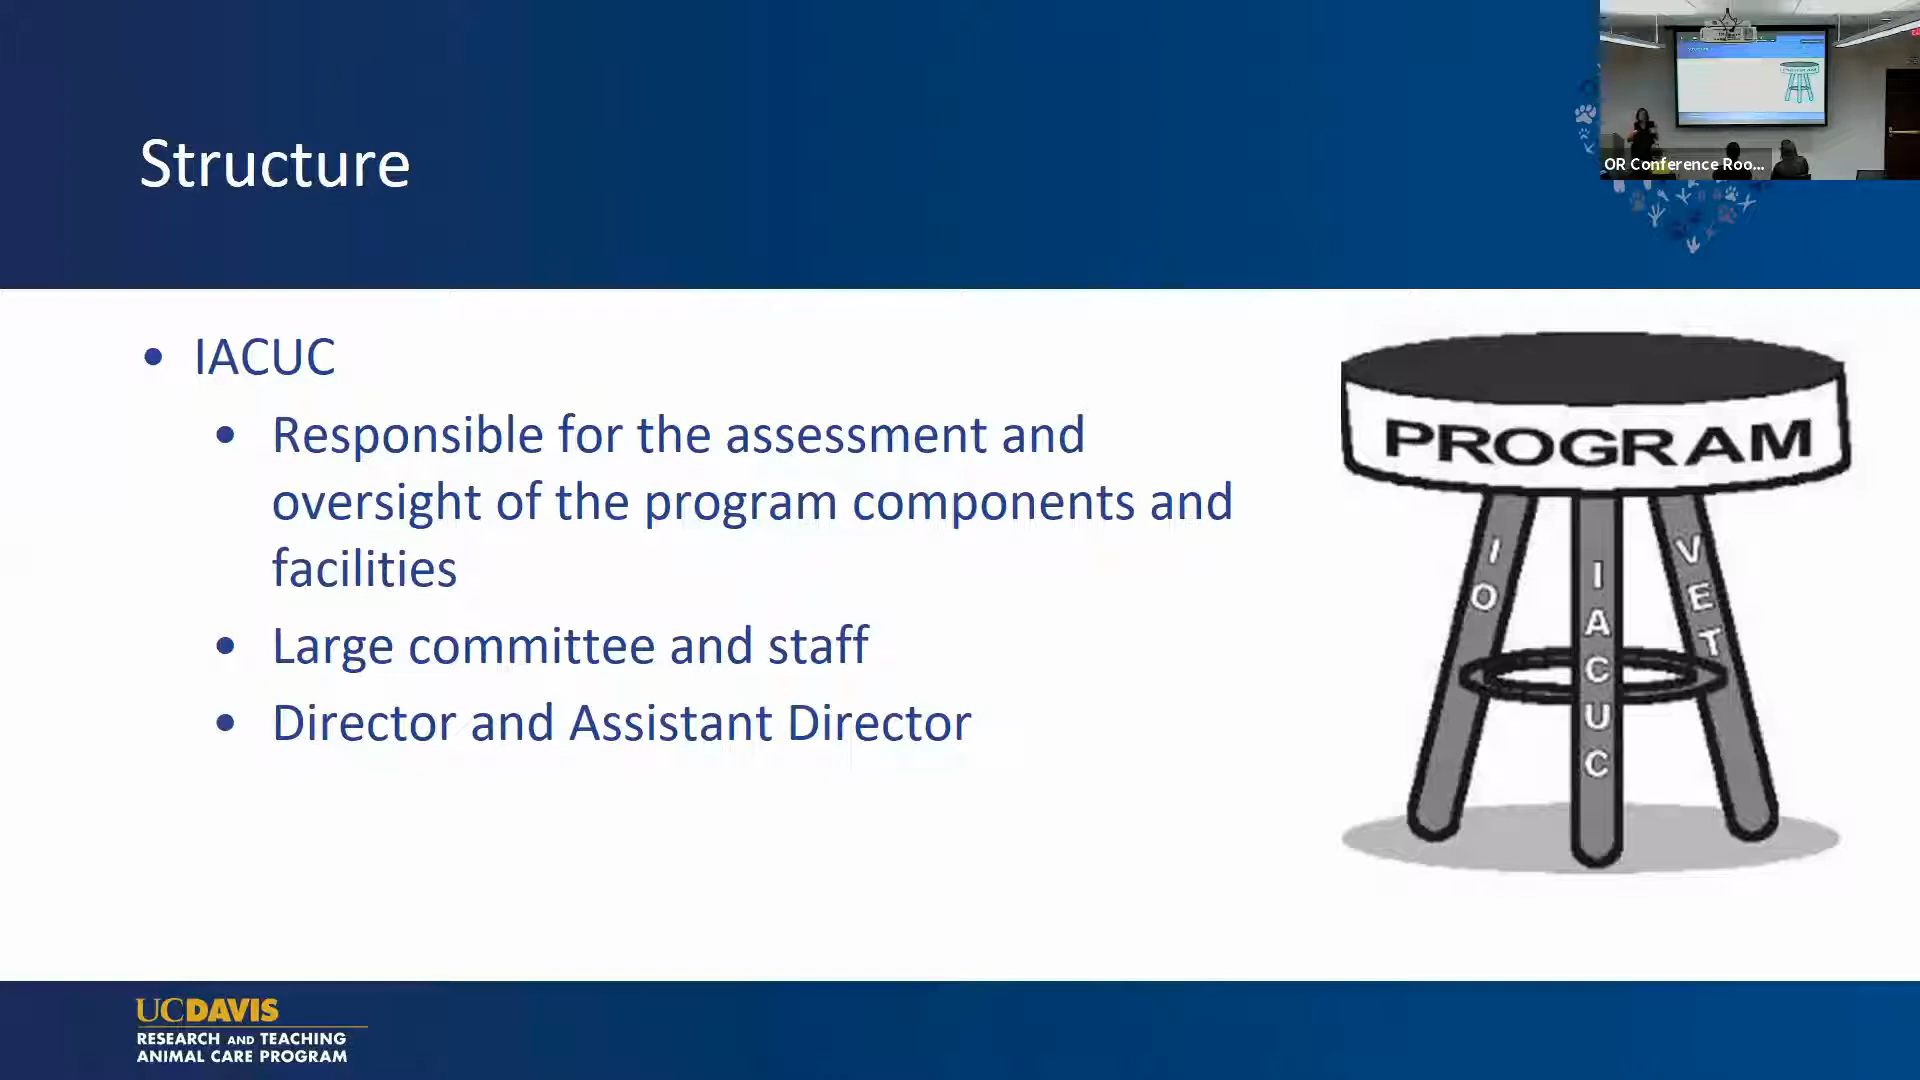 Structure
OR Conference Roo...
• IACUC
• Responsible for the assessment and
oversight of the program components and
facilities
• Large committee and staff
• Director and Assistant Director
PROGRAM
IO
IACUC
VET
UCDAVIS
RESEARCH AND TEACHING
ANIMAL CARE PROGRAM